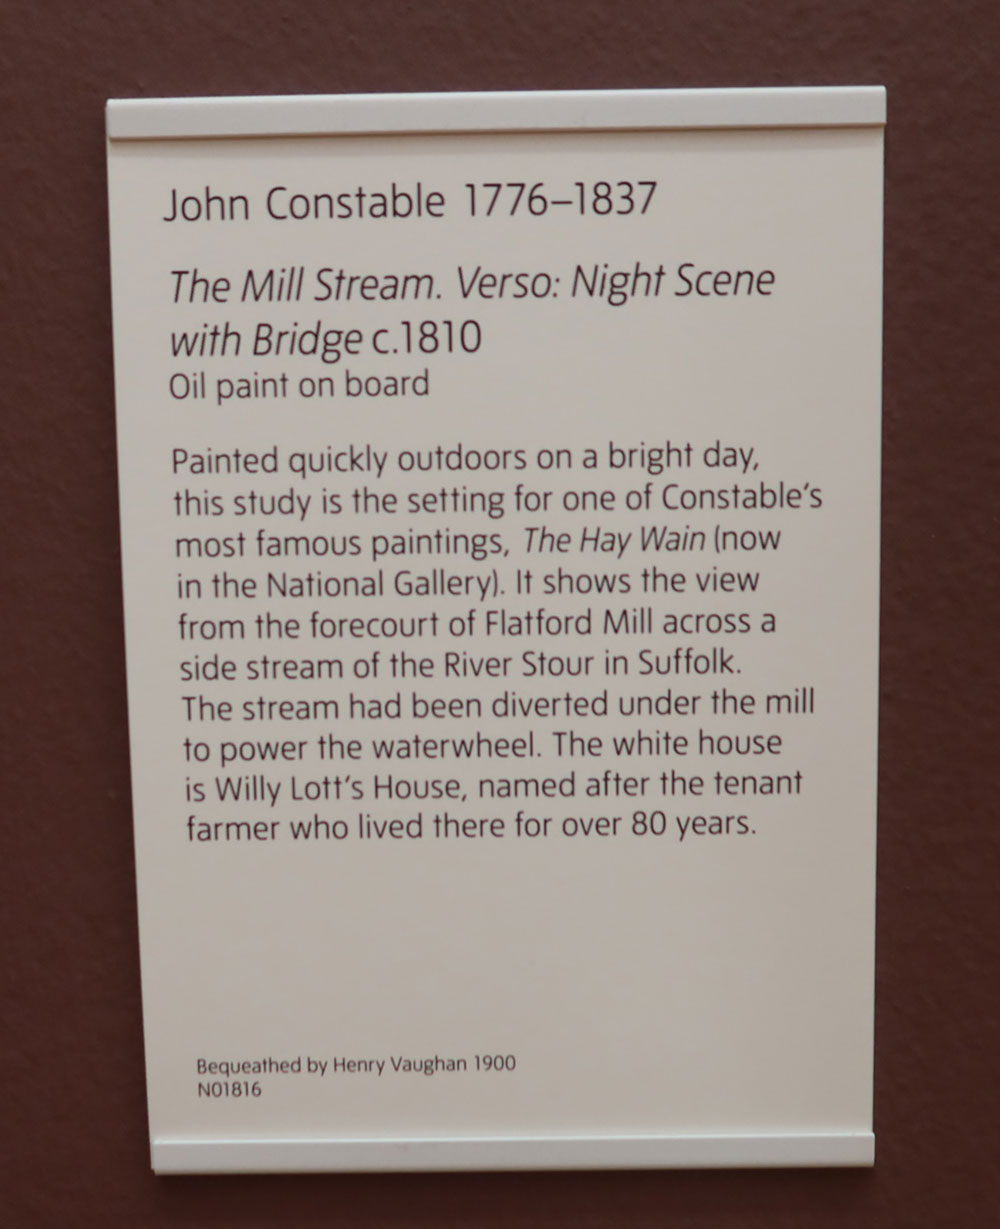 John Constable 1776–1837
The Mill Stream. Verso: Night Scene
with Bridge c.1810
Oil paint on board
Painted quickly outdoors on a bright day,
this study is the setting for one of Constable’s
most famous paintings, The Hay Wain (now
in the National Gallery). It shows the view
from the forecourt of Flatford Mill across a
side stream of the River Stour in Suffolk.
The stream had been diverted under the mill
to power the waterwheel. The white house
is Willy Lott’s House, named after the tenant
farmer who lived there for over 80 years.
Bequeathed by Henry Vaughan 1900
N01816